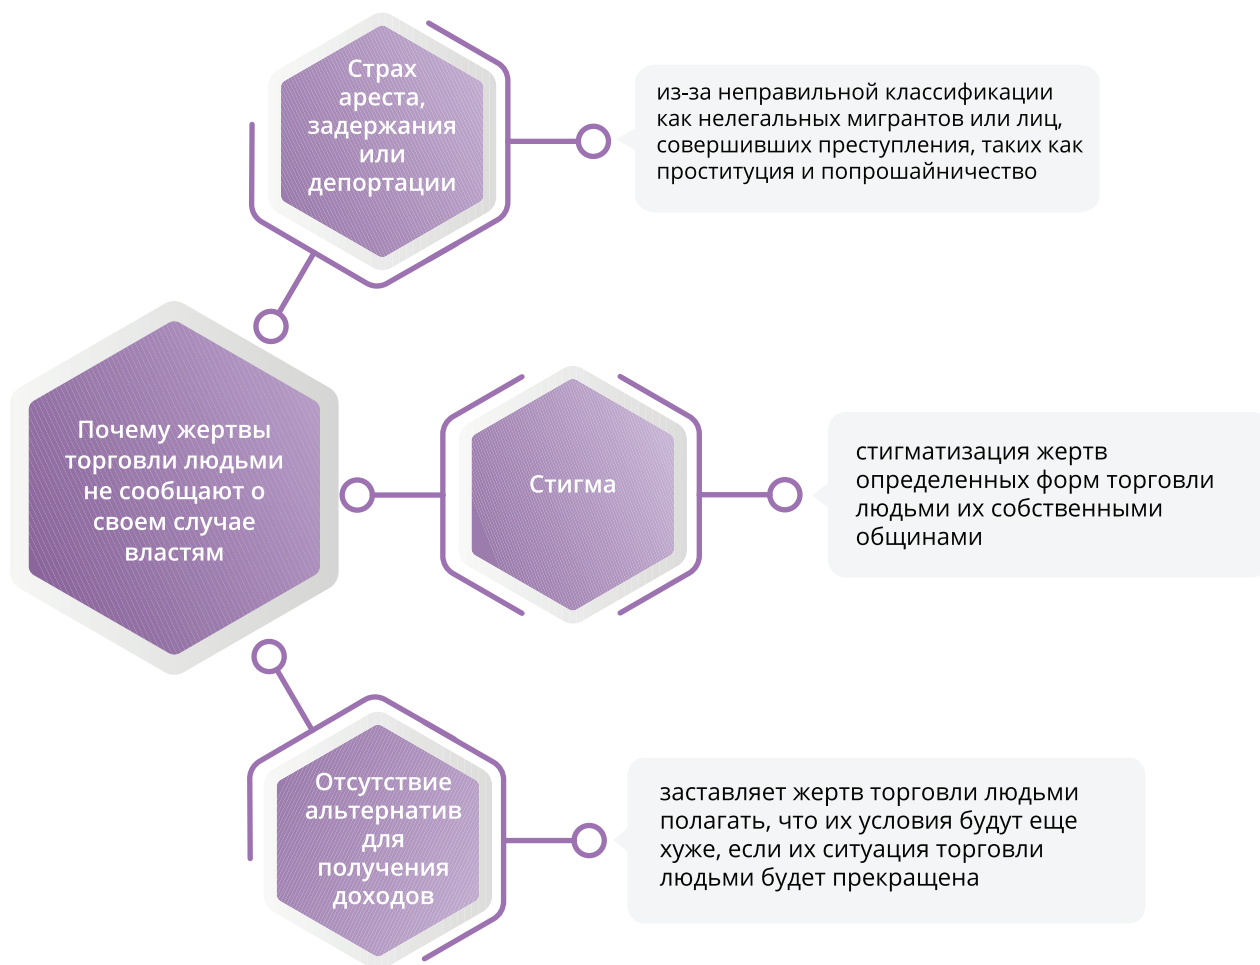 Страх
ареста,
задержания
или
депортации
из-за неправильной классификации
как нелегальных мигрантов или лиц,
совершивших преступления, таких как
проституция и попрошайничество
Почему жертвы
торговли людьми
не сообщают о
своем случае
властям
Стигма
стигматизация жертв
определенных форм торговли
людьми их собственными
общинами
Отсутствие
альтернатив
для
получения
доходов
заставляет жертв торговли людьми
полагать, что их условия будут еще
хуже, если их ситуация торговли
людьми будет прекращена